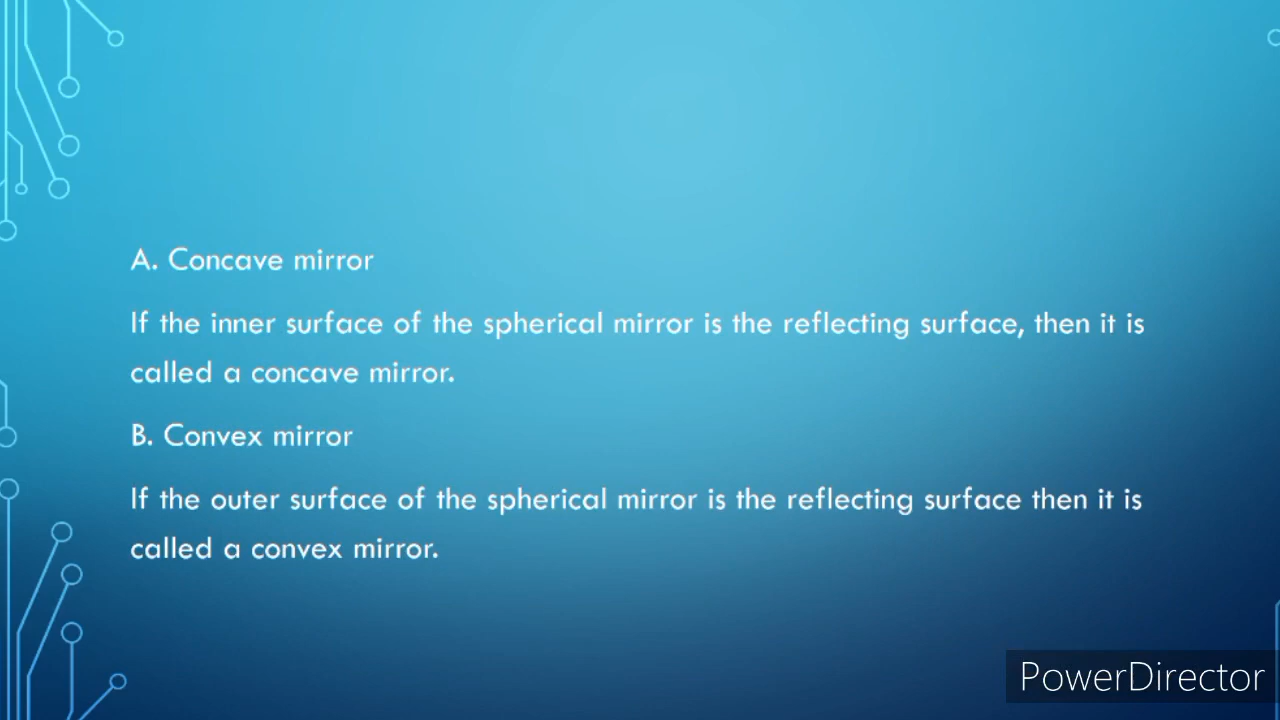 A. Concave mirror
If the inner surface of the spherical mirror is the reflecting surface, then it is
called a concave mirror.
B. Convex mirror
If the outer surface of the spherical mirror is the reflecting surface then it is
called a convex mirror.
PowerDirector